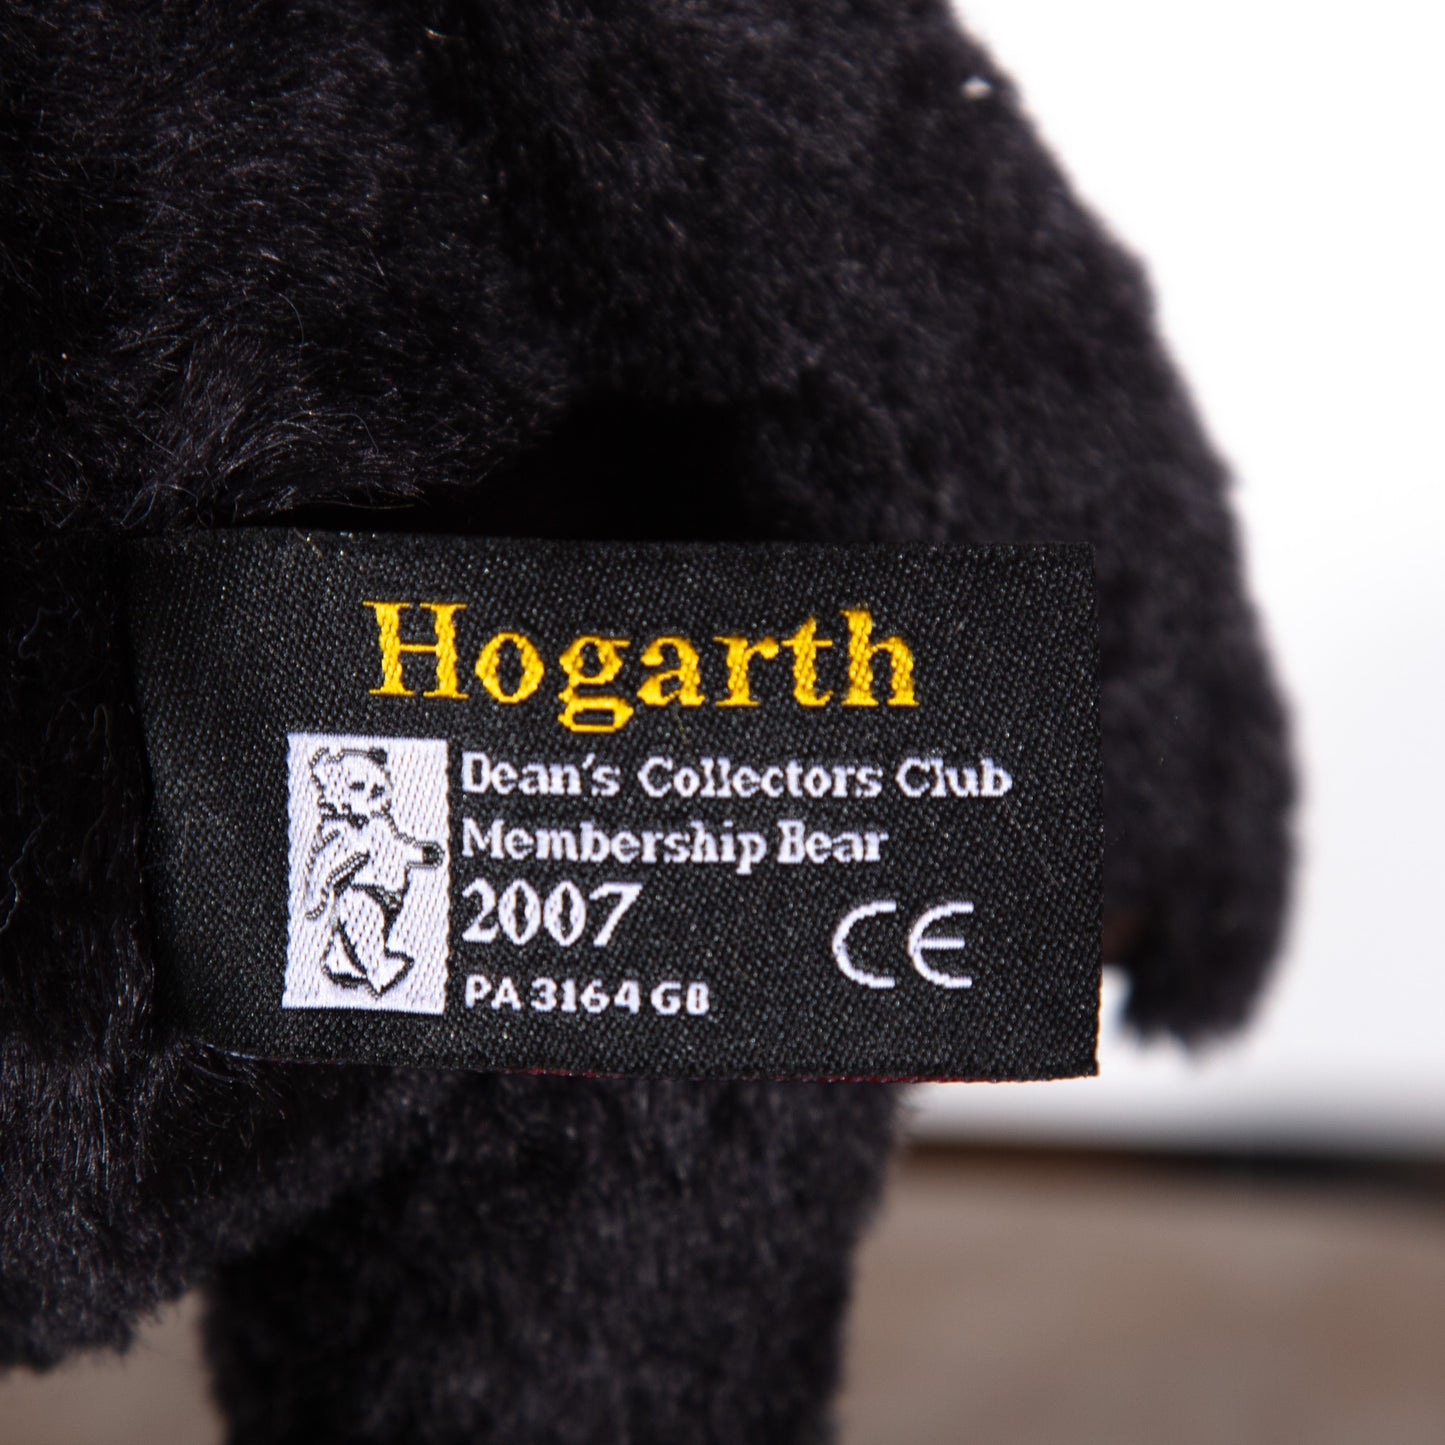 Hogarth
Dean's Collectors Club
Membership Bear
2007
CE
PA 3164 GB